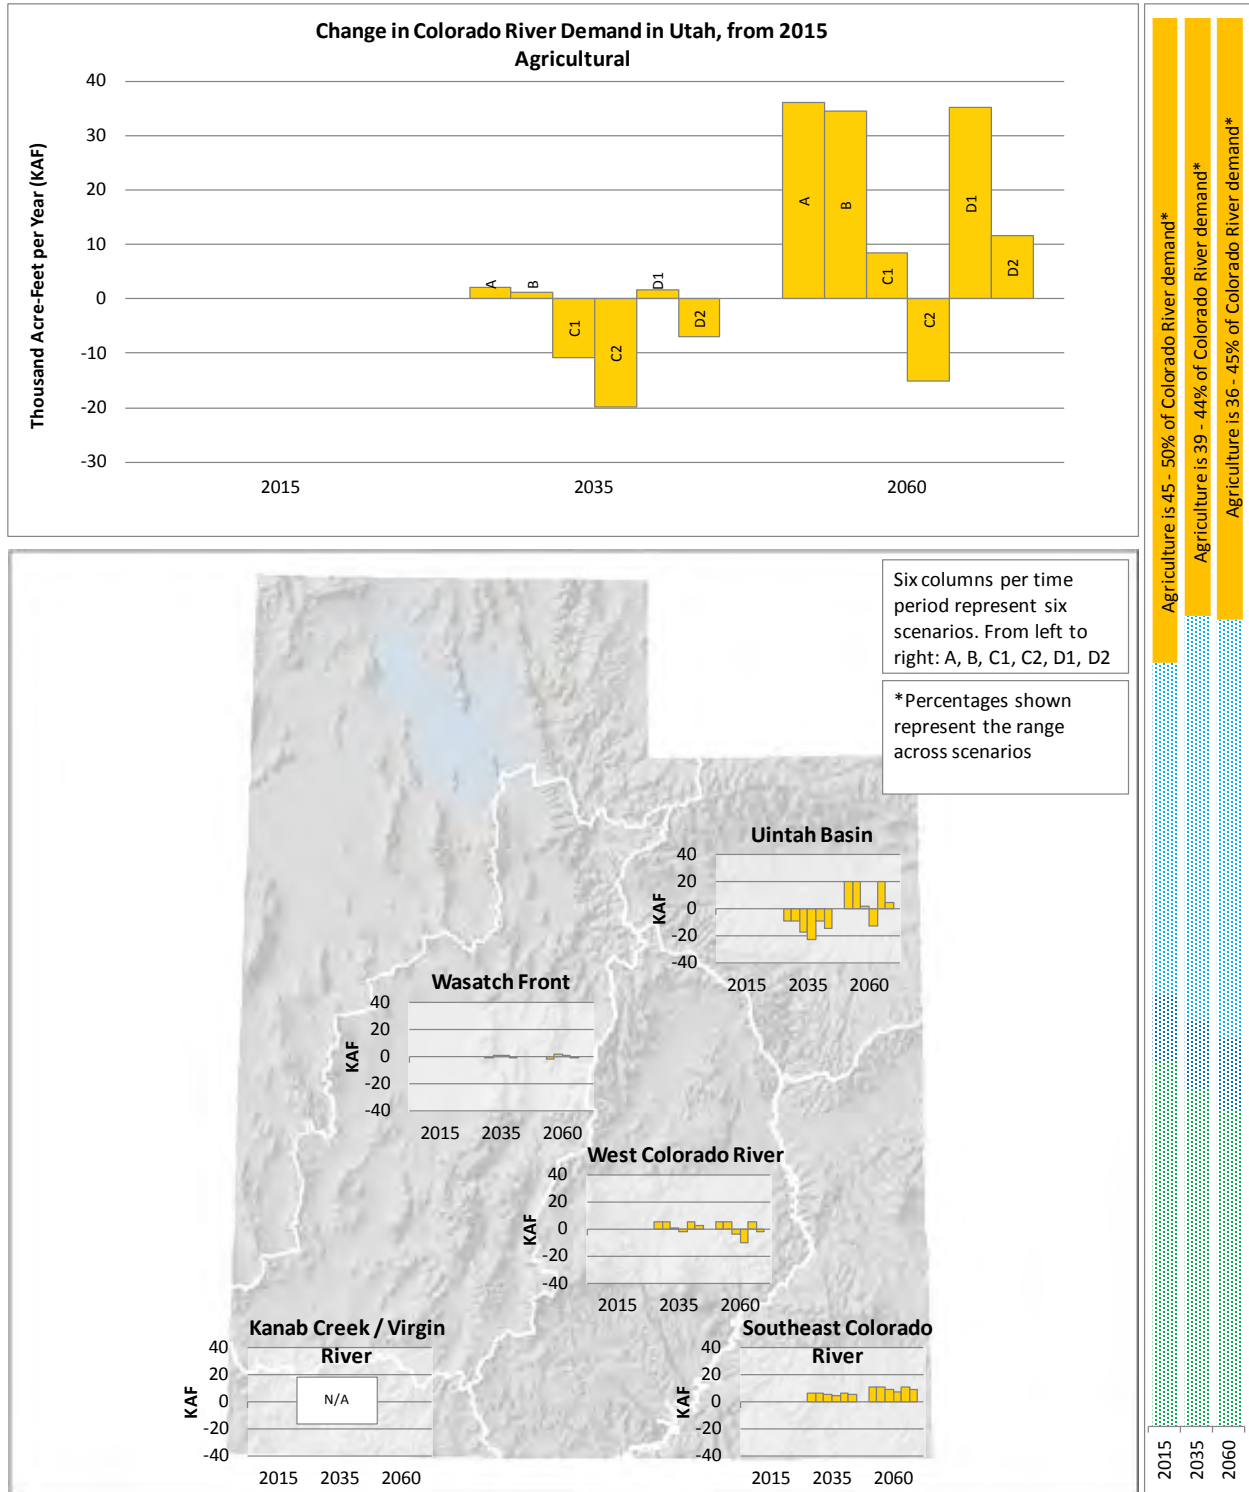 Change in Colorado River Demand in Utah, from 2015
Agricultural
Thousand Acre-Feet per Year (KAF)
40
30
20
10
0
-10
-20
-30
A
B
C1
C2
D1
D2
A
B
C1
C2
D1
D2
2015
2035
2060
Six columns per time
period represent six
scenarios. From left to
right: A, B, C1, C2, D1, D2
*Percentages shown
represent the range
across scenarios
Uintah Basin
KAF
40
20
0
-20
-40
2015
2035
2060
Wasatch Front
KAF
40
20
0
-20
-40
2015
2035
2060
West Colorado River
KAF
40
20
0
-20
-40
2015
2035
2060
Kanab Creek / Virgin
River
KAF
40
20
0
-20
-40
N/A
2015
2035
2060
Southeast Colorado
River
KAF
40
20
0
-20
-40
2015
2035
2060
Agriculture is 45 - 50% of Colorado River demand*
Agriculture is 39 - 44% of Colorado River demand*
Agriculture is 36 - 45% of Colorado River demand*
2015
2035
2060